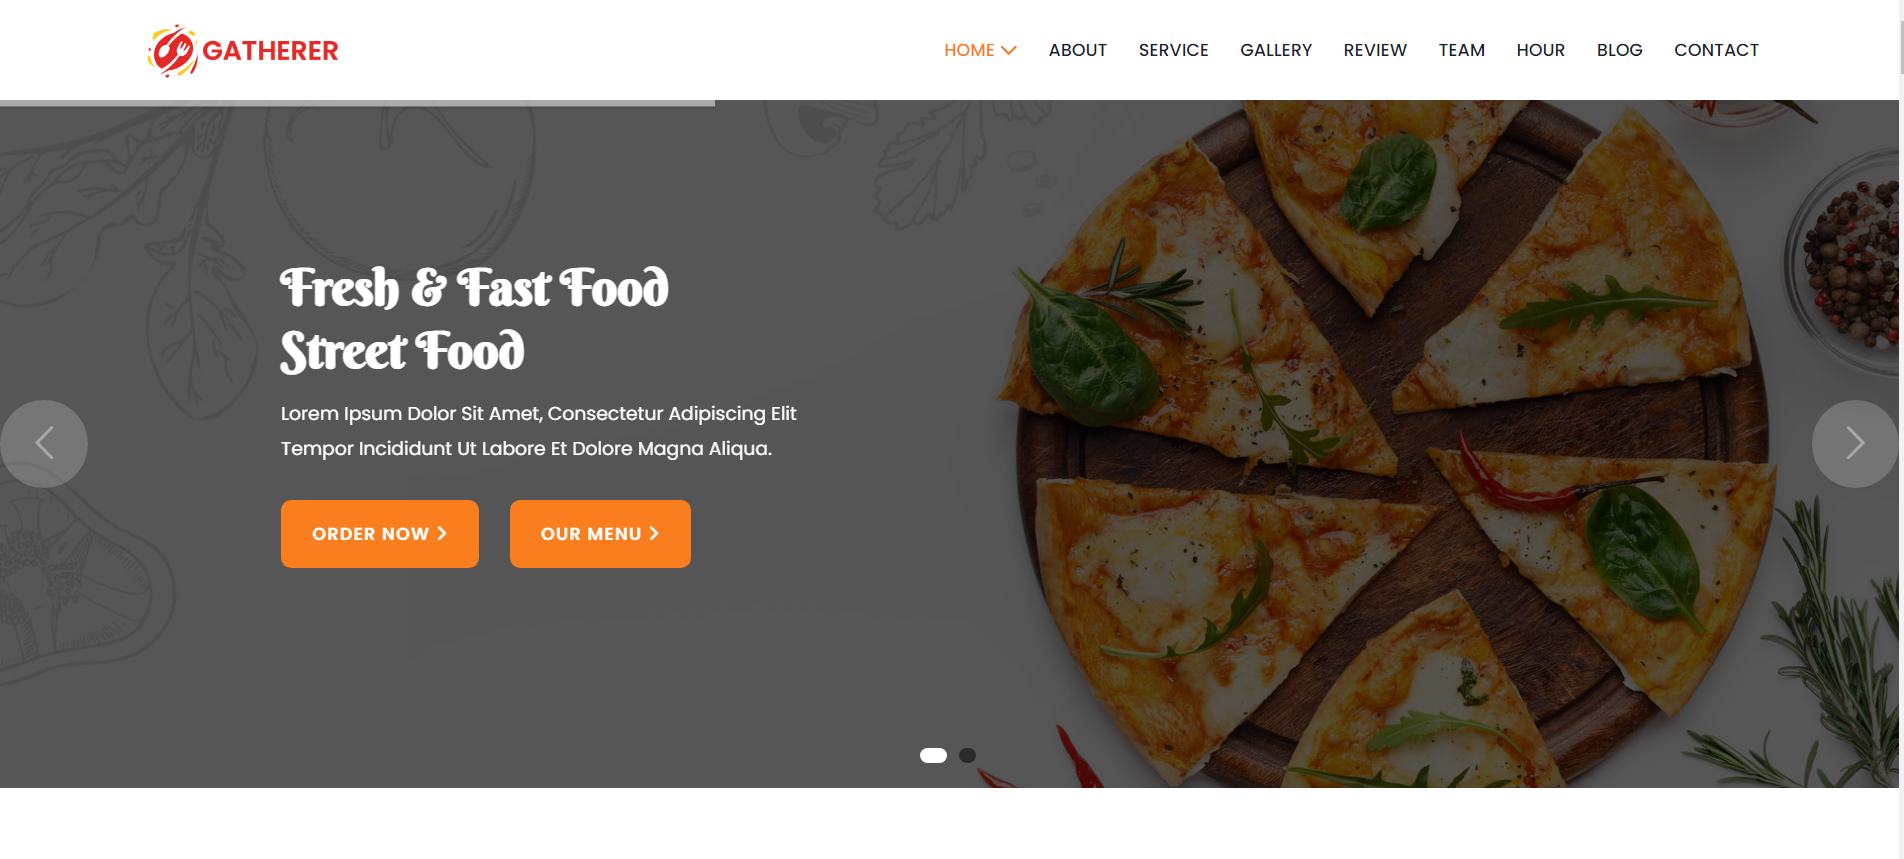 GATHERER
HOME ABOUT SERVICE GALLERY REVIEW TEAM HOUR BLOG CONTACT
Fresh & Fast Food
Street Food
Lorem Ipsum Dolor Sit Amet, Consectetur Adipiscing Elit
Tempor Incididunt Ut Labore Et Dolore Magna Aliqua.
ORDER NOW
OUR MENU